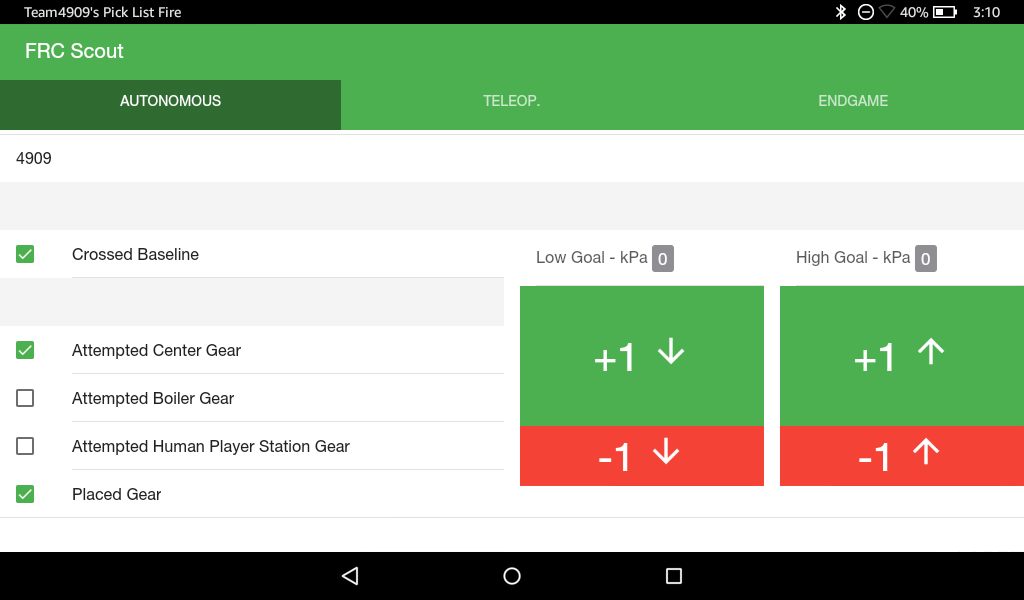 Team4909's Pick List Fire 40% 3:10
FRC Scout
AUTONOMOUS TELEOP. ENDGAME
4909
Crossed Baseline
Low Goal - kPa 0
High Goal - kPa 0
Attempted Center Gear
Attempted Boiler Gear
Attempted Human Player Station Gear
Placed Gear
+1
+1
-1
-1